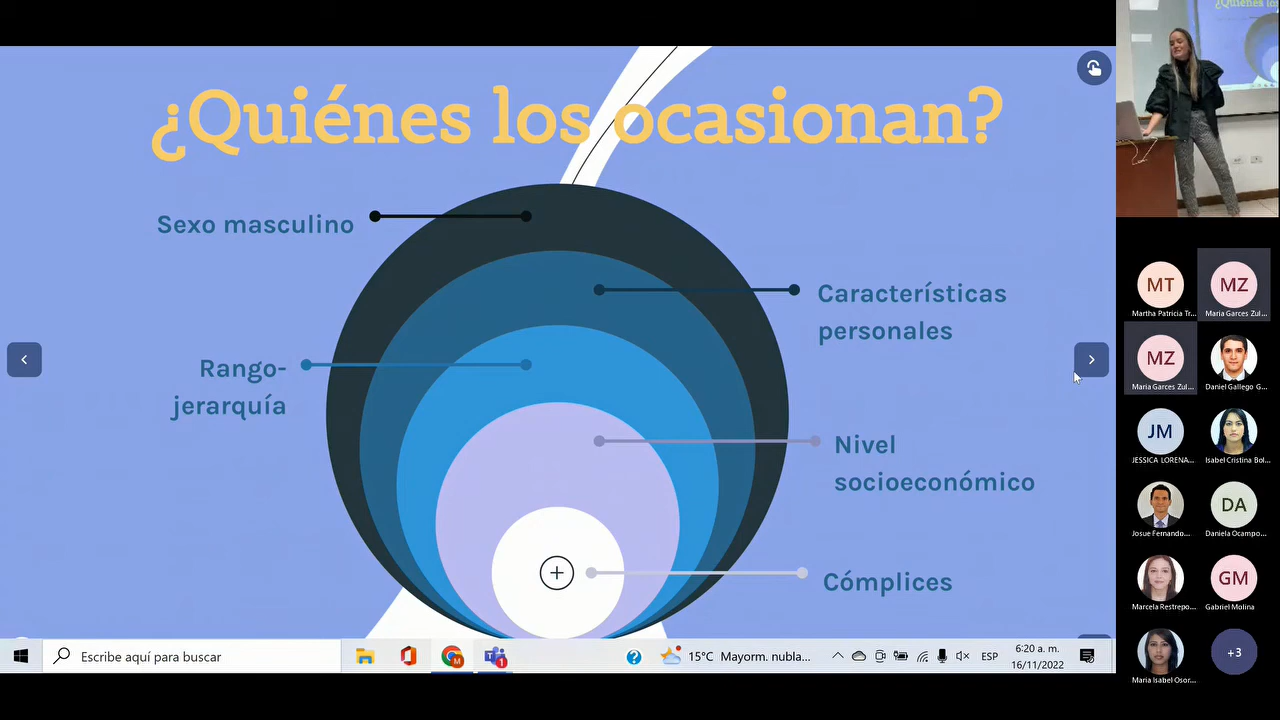 ¿Quiénes los ocasionan?
Sexo masculino
Características
personales
Rango-
jerarquía
Nivel
socioeconómico
Cómplices
Escribe aquí para buscar
15°C Mayorm. nubla...
ESP
6:20 a. m.
16/11/2022
¿Quiénes los
MT
Martha Patricia Tr...
MZ
Maria Garces Zul...
MZ
Maria Garces Zul...
Daniel Gallego G...
JM
JESSICA LORENA...
Isabel Cristina Bol...
Josue Fernando...
DA
Daniela Ocampo...
Marcela Restrepo...
GM
Gabriel Molina
Maria Isabel Osor...
+3